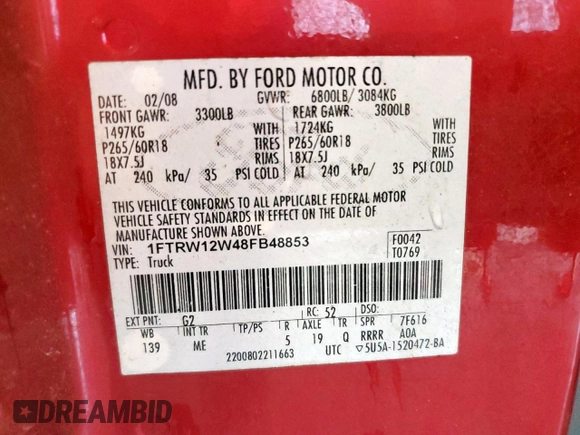 MFD. BY FORD MOTOR CO.
DATE: 02/08 GVWR: 6800LB/ 3084KG
FRONT GAWR: 3300LB REAR GAWR: 3800LB
1497KG WITH 1724KG WITH
P265/60R18 TIRES P265/60R18 TIRES
18X7.5J RIMS 18X7.5J RIMS
AT 240 kPa/ 35 PSI COLD AT 240 kPa/ 35 PSI COLD
THIS VEHICLE CONFORMS TO ALL APPLICABLE FEDERAL MOTOR
VEHICLE SAFETY STANDARDS IN EFFECT ON THE DATE OF
MANUFACTURE SHOWN ABOVE.
VIN: 1FTRW12W48FB48853 F0042
TYPE: Truck T0769
EXT PNT: G2 RC: 52 DSO:
WB INT TR TP/PS R AXLE TR SPR 7F616
139 ME 5 19 Q RRRR A0A
2200802211663 UTC ▽5U5A-1520472-BA
DREAMBID